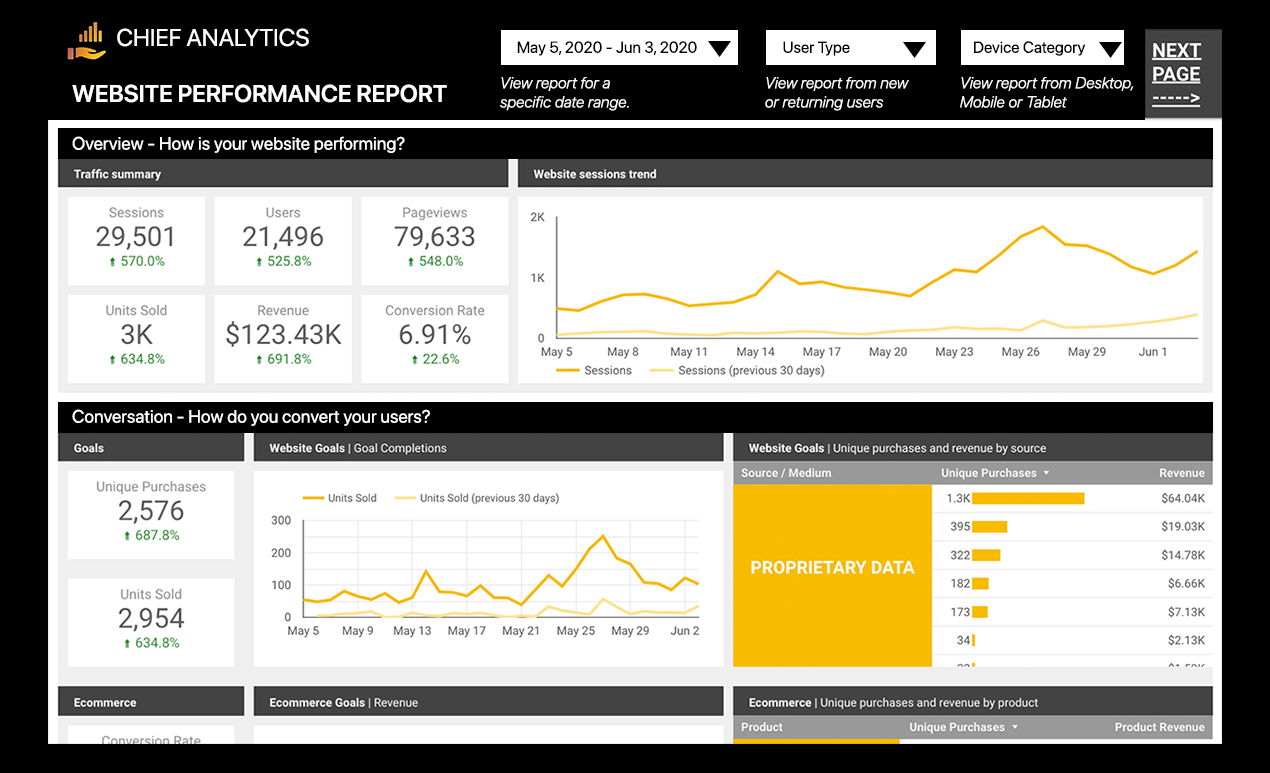 CHIEF ANALYTICS
WEBSITE PERFORMANCE REPORT
May 5, 2020 - Jun 3, 2020
View report for a
specific date range.
User Type
View report from new
or returning users
Device Category
View report from Desktop,
Mobile or Tablet
NEXT
PAGE
----->
Overview - How is your website performing?
Traffic summary
Sessions
29,501
570.0%
Users
21,496
525.8%
Pageviews
79,633
548.0%
Units Sold
3K
634.8%
Revenue
$123.43K
691.8%
Conversion Rate
6.91%
22.6%
Website sessions trend
2K
1K
0
May 5 May 8 May 11 May 14 May 17 May 20 May 23 May 26 May 29 Jun 1
Sessions Sessions (previous 30 days)
Conversation - How do you convert your users?
Goals
Unique Purchases
2,576
687.8%
Units Sold
2,954
634.8%
Website Goals | Goal Completions
Units Sold Units Sold (previous 30 days)
300
200
100
0
May 5 May 9 May 13 May 17 May 21 May 25 May 29 Jun 2
Website Goals | Unique purchases and revenue by source
Source / Medium Unique Purchases Revenue
PROPRIETARY DATA
1.3K $64.04K
395 $19.03K
322 $14.78K
182 $6.66K
173 $7.13K
34 $2.13K
Ecommerce
Conversion Rate
Ecommerce Goals | Revenue
Ecommerce | Unique purchases and revenue by product
Product Unique Purchases Product Revenue